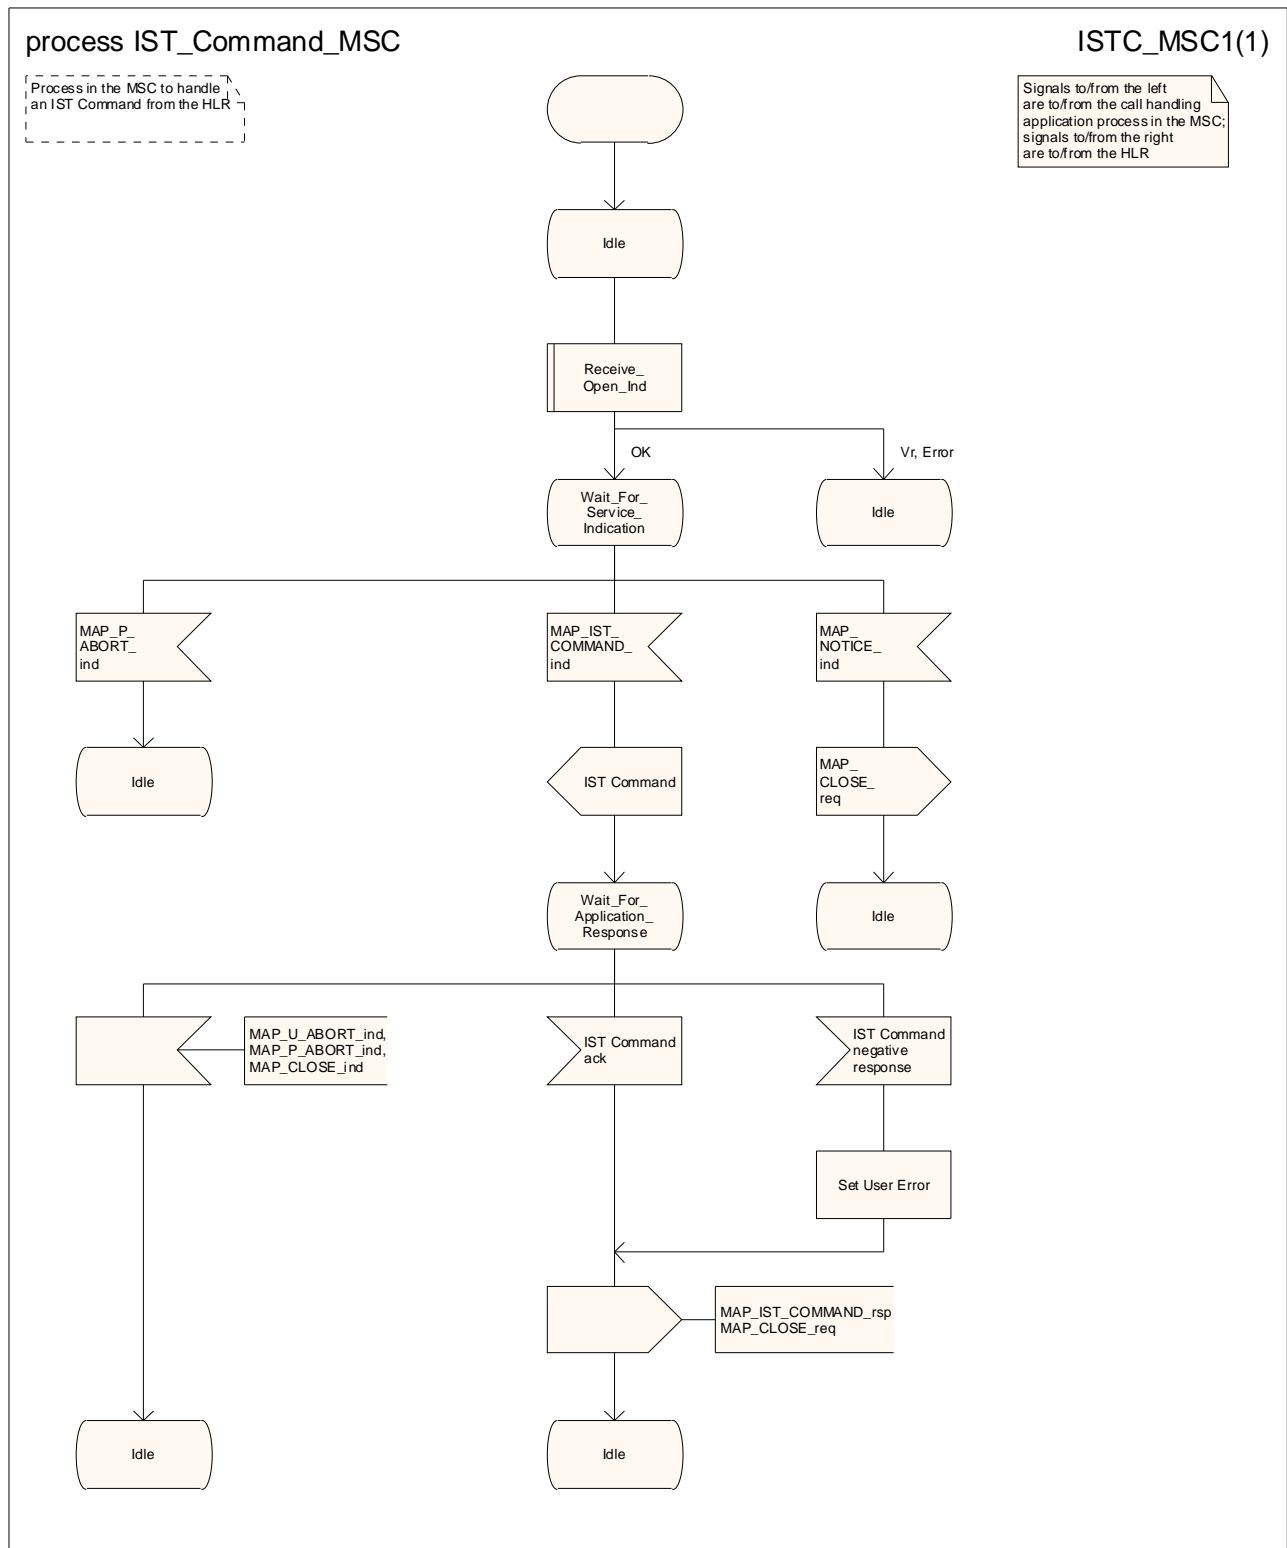 process IST_Command_MSC
ISTC_MSC1(1)
Process in the MSC to handle
an IST Command from the HLR
Signals to/from the left
are to/from the call handling
application process in the MSC;
signals to/from the right
are to/from the HLR
Idle
Receive_
Open_Ind
OK
Vr, Error
Wait_For_
Service_
Indication
Idle
MAP_P_
ABORT_
ind
MAP_IST_
COMMAND_
ind
MAP_
NOTICE_
ind
Idle
IST Command
MAP_
CLOSE_
req
Wait_For_
Application_
Response
Idle
MAP_U_ABORT_ind,
MAP_P_ABORT_ind,
MAP_CLOSE_ind
IST Command
ack
IST Command
negative
response
Set User Error
MAP_IST_COMMAND_rsp
MAP_CLOSE_req
Idle
Idle